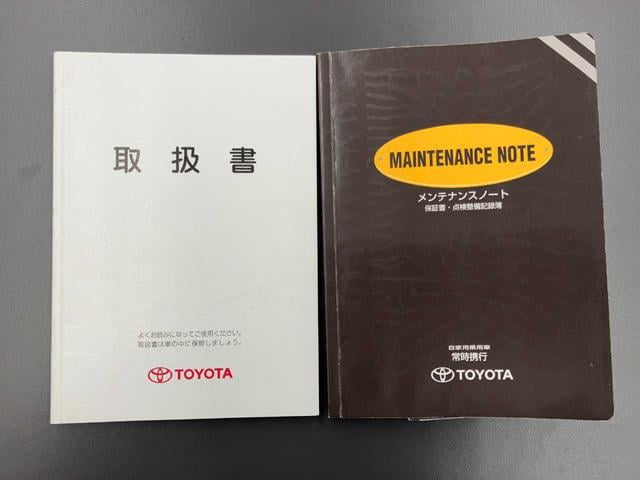 取扱書
よくお読みになってご使用ください。
取扱書は車の中に保管しましょう。
TOYOTA
MAINTENANCE NOTE
メンテナンスノート
保証書・点検整備記録簿
自家用乗用車
常時携行
TOYOTA